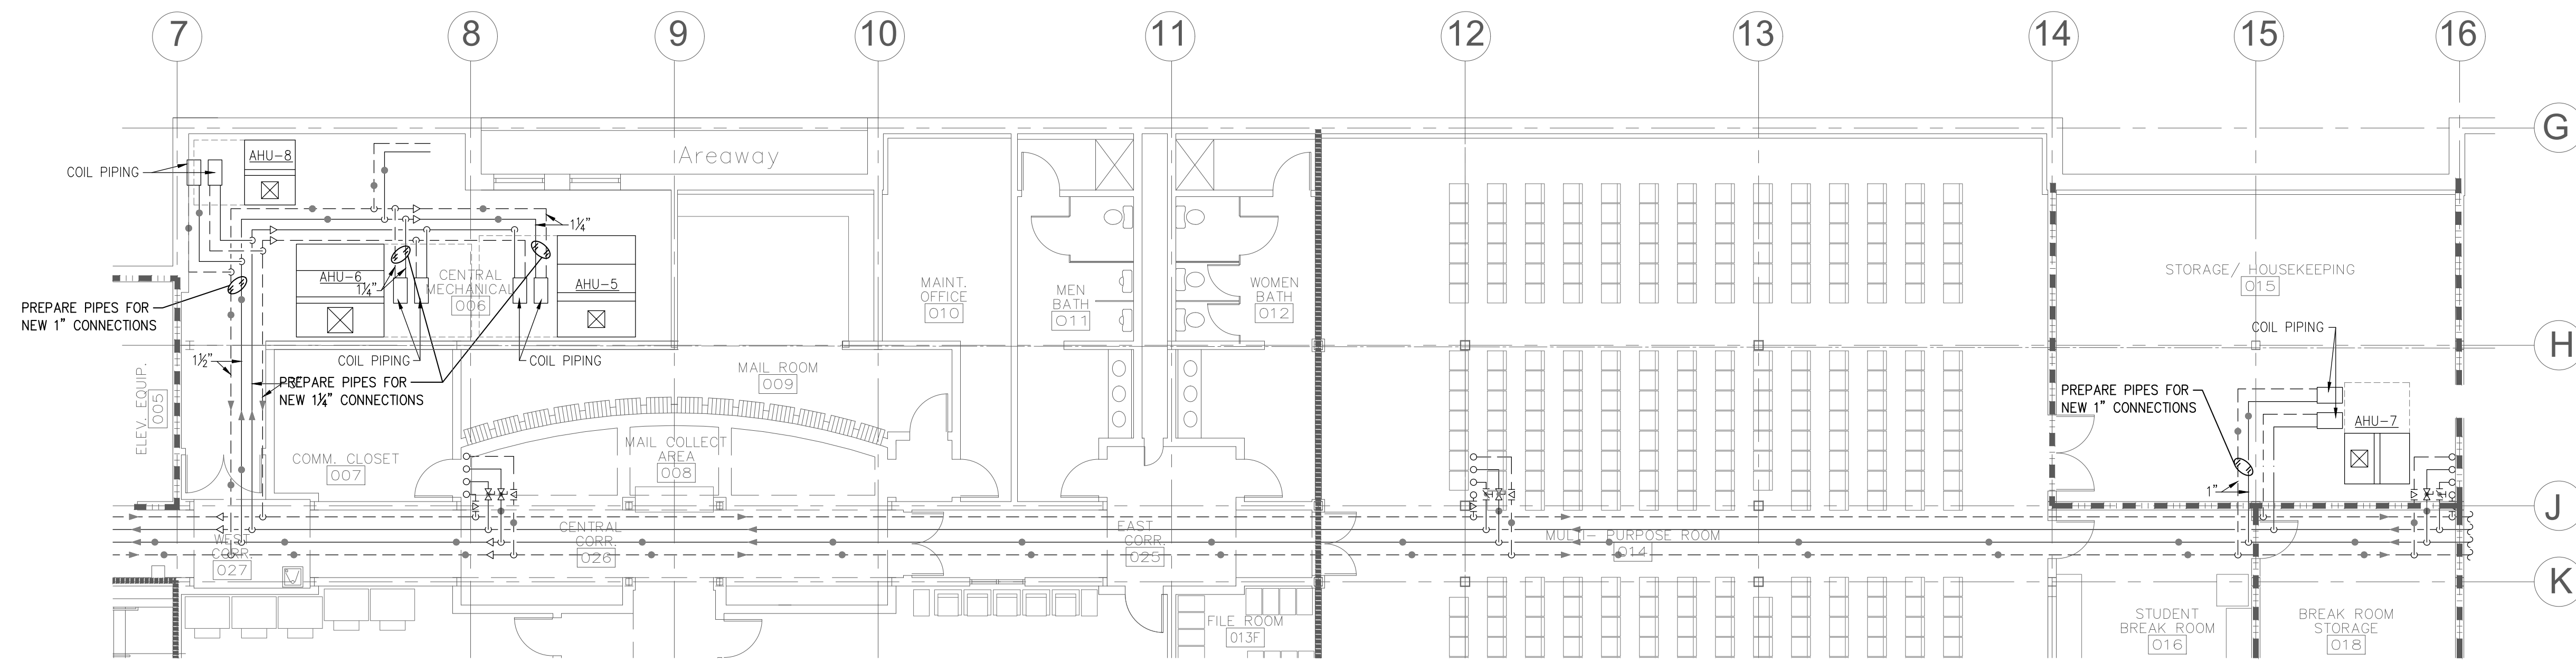 7
8
9
10
11
12
13
14
15
16
G
H
J
K
AHU-8
COIL PIPING
Areaway
1¼"
AHU-6
1¼"
CENTRAL
MECHANICAL
006
AHU-5
PREPARE PIPES FOR
NEW 1" CONNECTIONS
1½"
COIL PIPING
COIL PIPING
PREPARE PIPES FOR
NEW 1¼" CONNECTIONS
ELEV. EQUIP.
005
COMM. CLOSET
007
MAIL ROOM
009
MAIL COLLECT
AREA
008
MAINT.
OFFICE
010
MEN
BATH
011
WOMEN
BATH
012
STORAGE/ HOUSEKEEPING
015
COIL PIPING
PREPARE PIPES FOR
NEW 1" CONNECTIONS
AHU-7
1"
WEST
CORR.
027
CENTRAL
CORR.
026
EAST
CORR.
025
MULTI- PURPOSE ROOM
014
FILE ROOM
013F
STUDENT
BREAK ROOM
016
BREAK ROOM
STORAGE
018